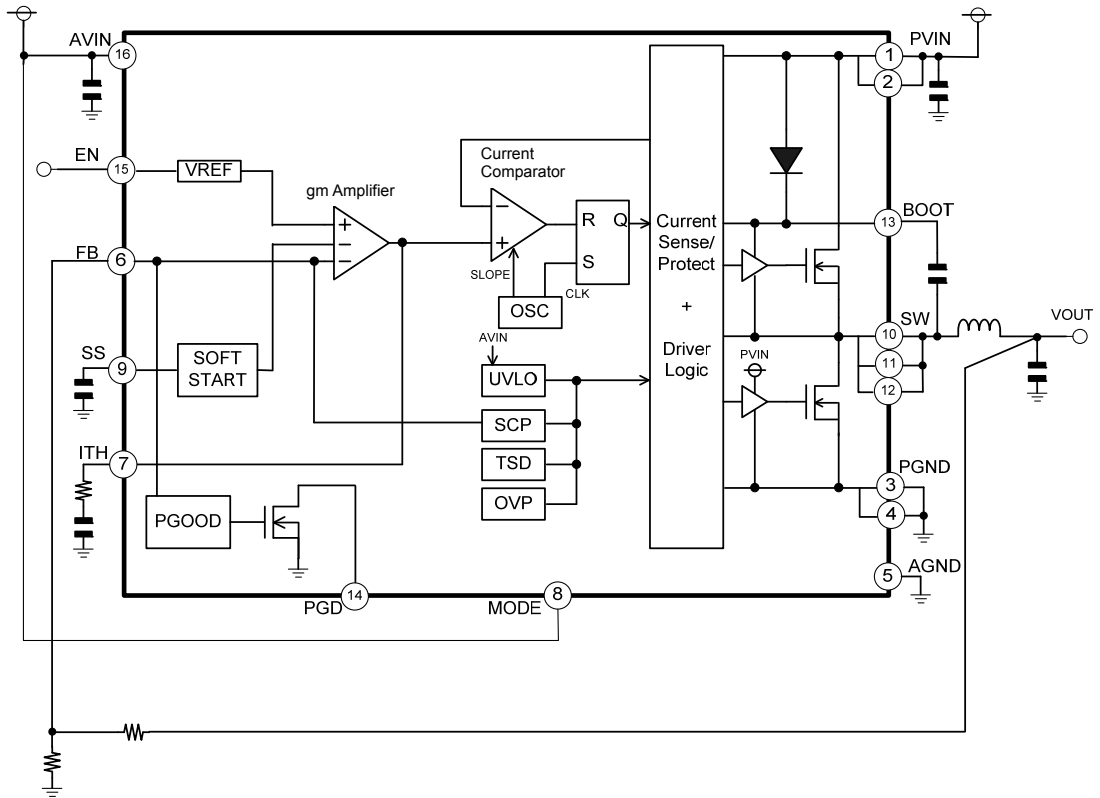 AVIN
16
PVIN
1
2
EN
15
VREF
gm Amplifier
+
−
−
Current
Comparator
−
+
R
Q
S
SLOPE
CLK
OSC
Current
Sense/
Protect
+
Driver
Logic
13
BOOT
FB
6
SS
9
SOFT
START
AVIN
UVLO
SCP
TSD
OVP
PVIN
SW
10
11
12
VOUT
ITH
7
PGOOD
PGND
3
4
5
AGND
PGD
14
MODE
8